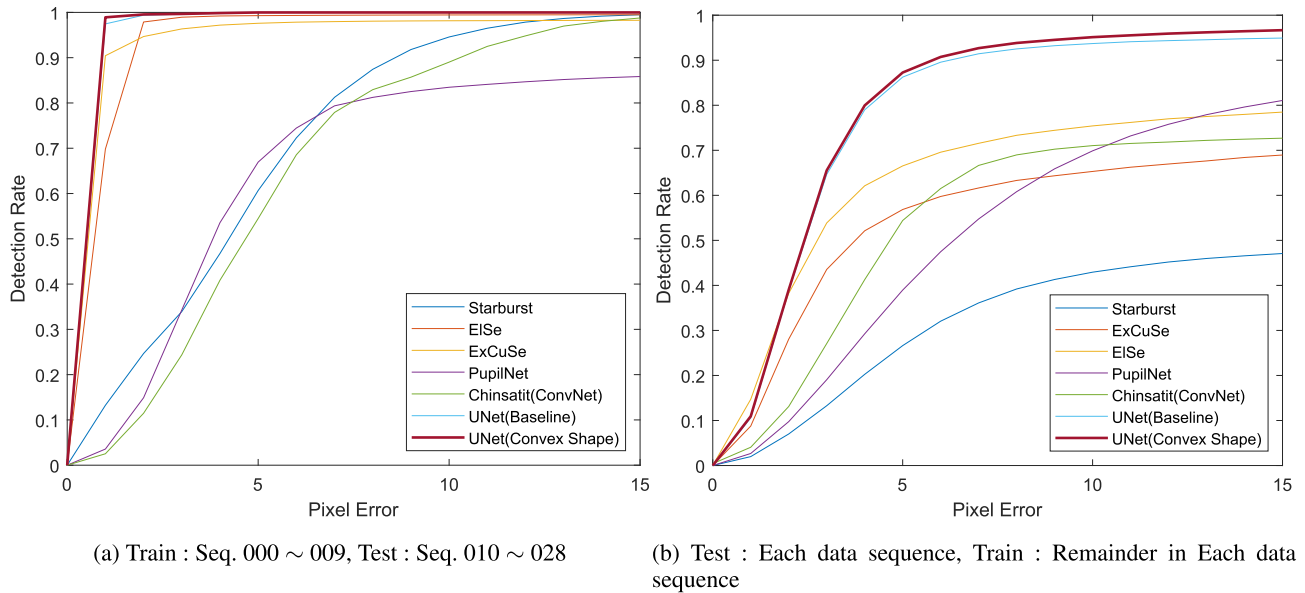 1
0.9
0.8
0.7
0.6
0.5
0.4
0.3
0.2
0.1
0
Detection Rate
0 5 10 15
Pixel Error
Starburst
ElSe
ExCuSe
PupilNet
Chinsatit(ConvNet)
UNet(Baseline)
UNet(Convex Shape)
(a) Train : Seq. 000 ∼ 009, Test : Seq. 010 ∼ 028
1
0.9
0.8
0.7
0.6
0.5
0.4
0.3
0.2
0.1
0
Detection Rate
0 5 10 15
Pixel Error
Starburst
ExCuSe
ElSe
PupilNet
Chinsatit(ConvNet)
UNet(Baseline)
UNet(Convex Shape)
(b) Test : Each data sequence, Train : Remainder in Each data
sequence